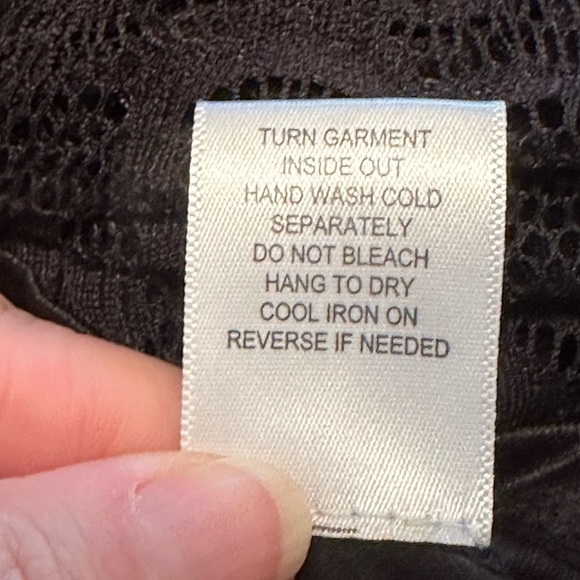 TURN GARMENT
INSIDE OUT
HAND WASH COLD
SEPARATELY
DO NOT BLEACH
HANG TO DRY
COOL IRON ON
REVERSE IF NEEDED